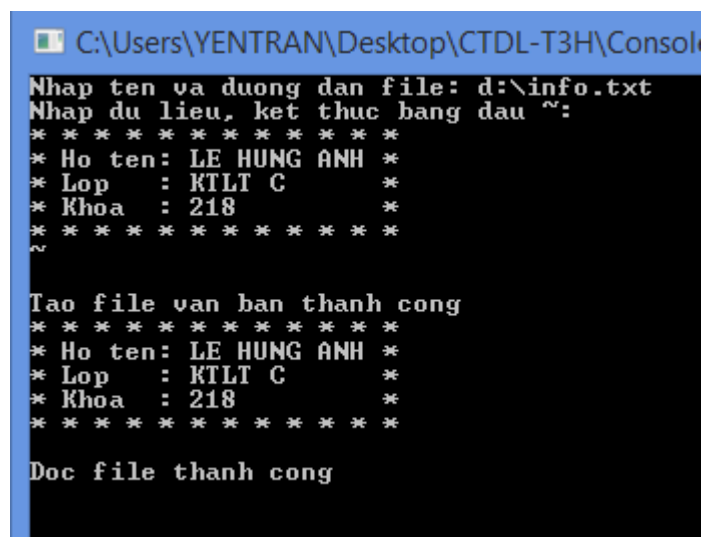 C:\Users\YENTRAN\Desktop\CTDL-T3H\Consol
Nhap ten va duong dan file: d:\info.txt
Nhap du lieu, ket thuc bang dau ~:
* * * * * * * * * * * *
* Ho ten: LE HUNG ANH *
* Lop   : KTLT C      *
* Khoa  : 218         *
* * * * * * * * * * * *
~
Tao file van ban thanh cong
* * * * * * * * * * * *
* Ho ten: LE HUNG ANH *
* Lop   : KTLT C      *
* Khoa  : 218         *
* * * * * * * * * * * *
Doc file thanh cong